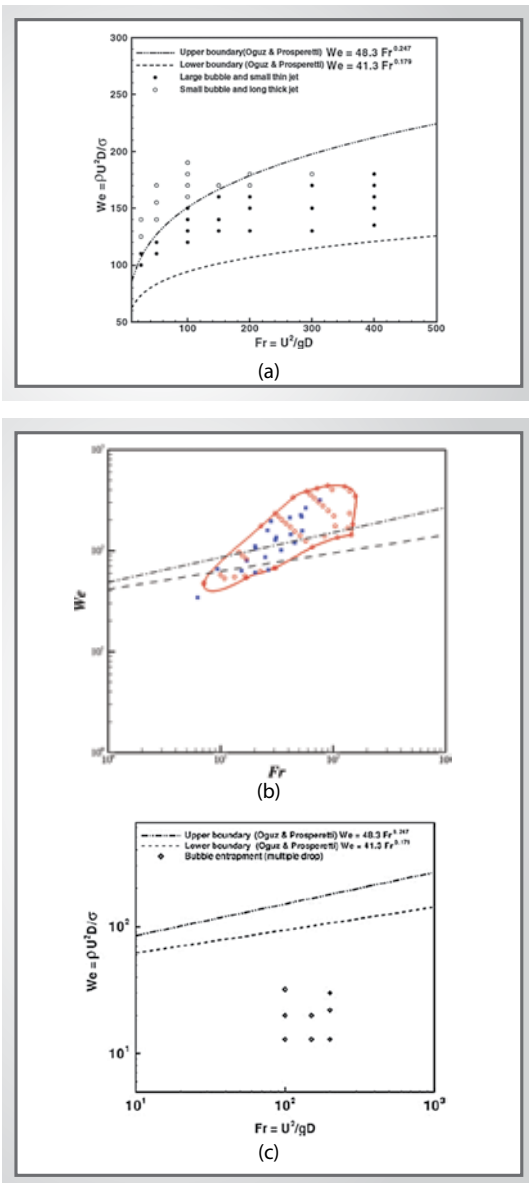 300
250
200
150
100
50
We = ρU²D/σ
Upper boundary(Oguz & Prosperetti) We = 48.3 Fr^0.247
Lower boundary (Oguz & Prosperetti) We = 41.3 Fr^0.179
Large bubble and small thin jet
Small bubble and long thick jet
100 200 300 400 500
Fr = U²/gD
(a)
We
Fr
(b)
Upper boundary (Oguz & Prosperetti) We = 48.3 Fr^0.247
Lower boundary (Oguz & Prosperetti) We = 41.3 Fr^0.179
Bubble entrapment (multiple drop)
We = ρU²D/σ
10²
10¹
10¹ 10² 10³
Fr = U²/gD
(c)